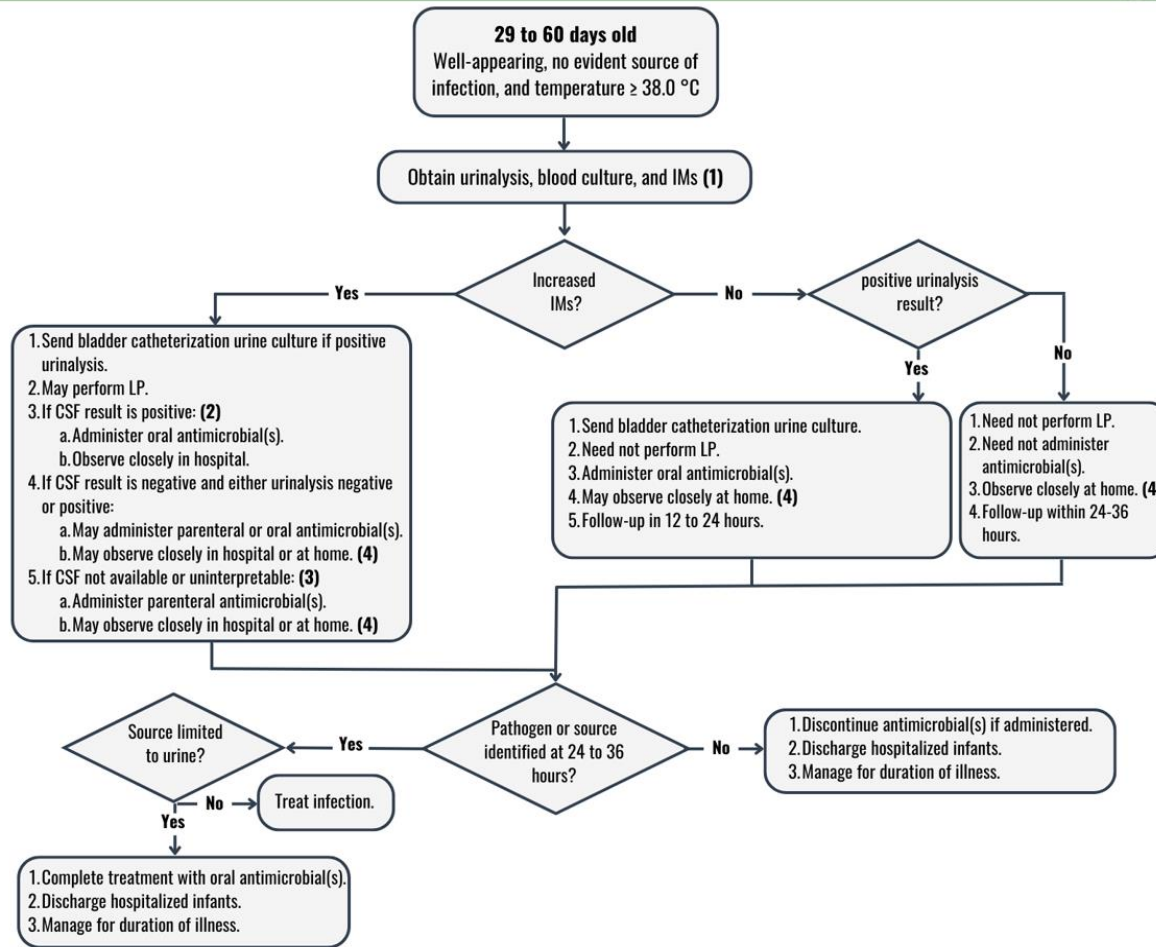 29 to 60 days old
Well-appearing, no evident source of
infection, and temperature ≥ 38.0 °C
Obtain urinalysis, blood culture, and IMs (1)
Increased
IMs?
Yes
No
positive urinalysis
result?
Yes
No
1.Send bladder catheterization urine culture if positive
urinalysis.
2.May perform LP.
3.If CSF result is positive: (2)
a.Administer oral antimicrobial(s).
b.Observe closely in hospital.
4.If CSF result is negative and either urinalysis negative
or positive:
a.May administer parenteral or oral antimicrobial(s).
b.May observe closely in hospital or at home. (4)
5.If CSF not available or uninterpretable: (3)
a.Administer parenteral antimicrobial(s).
b.May observe closely in hospital or at home. (4)
1.Send bladder catheterization urine culture.
2.Need not perform LP.
3.Administer oral antimicrobial(s).
4.May observe closely at home. (4)
5.Follow-up in 12 to 24 hours.
1.Need not perform LP.
2.Need not administer
antimicrobial(s).
3.Observe closely at home. (4
4.Follow-up within 24-36
hours.
Pathogen or source
identified at 24 to 36
hours?
Yes
No
1.Discontinue antimicrobial(s) if administered.
2.Discharge hospitalized infants.
3.Manage for duration of illness.
Source limited
to urine?
No
Treat infection.
Yes
1.Complete treatment with oral antimicrobial(s).
2.Discharge hospitalized infants.
3.Manage for duration of illness.